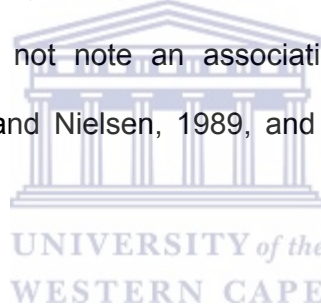 not note an associati
and Nielsen, 1989, and
UNIVERSITY of the
WESTERN CAPE